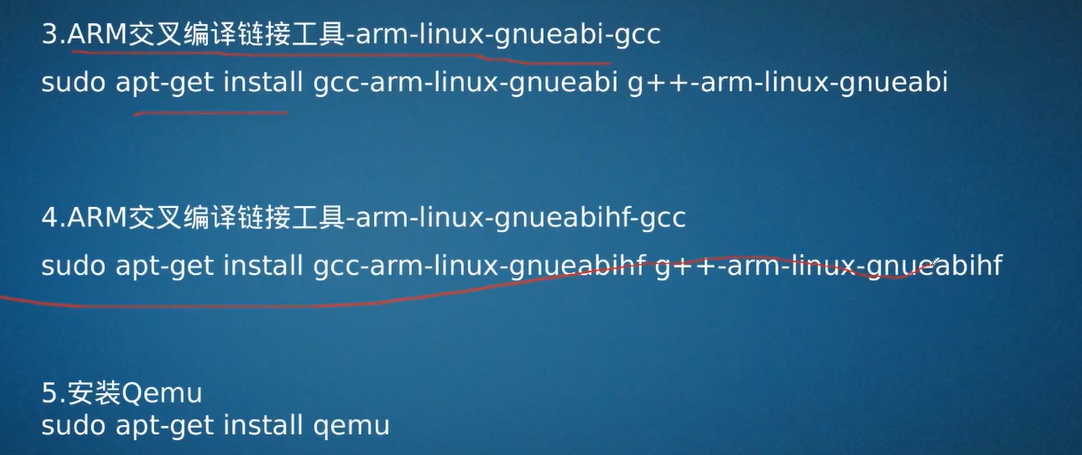 3.ARM交叉编译链接工具-arm-linux-gnueabi-gcc
sudo apt-get install gcc-arm-linux-gnueabi g++-arm-linux-gnueabi
4.ARM交叉编译链接工具-arm-linux-gnueabihf-gcc
sudo apt-get install gcc-arm-linux-gnueabihf g++-arm-linux-gnueabihf
5.安装Qemu
sudo apt-get install qemu